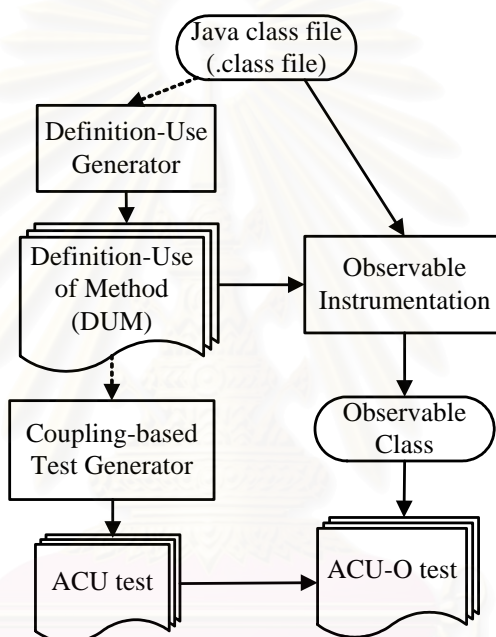 Java class file
(.class file)
Definition-Use
Generator
Definition-Use
of Method
(DUM)
Observable
Instrumentation
Coupling-based
Test Generator
Observable
Class
ACU test
ACU-O test